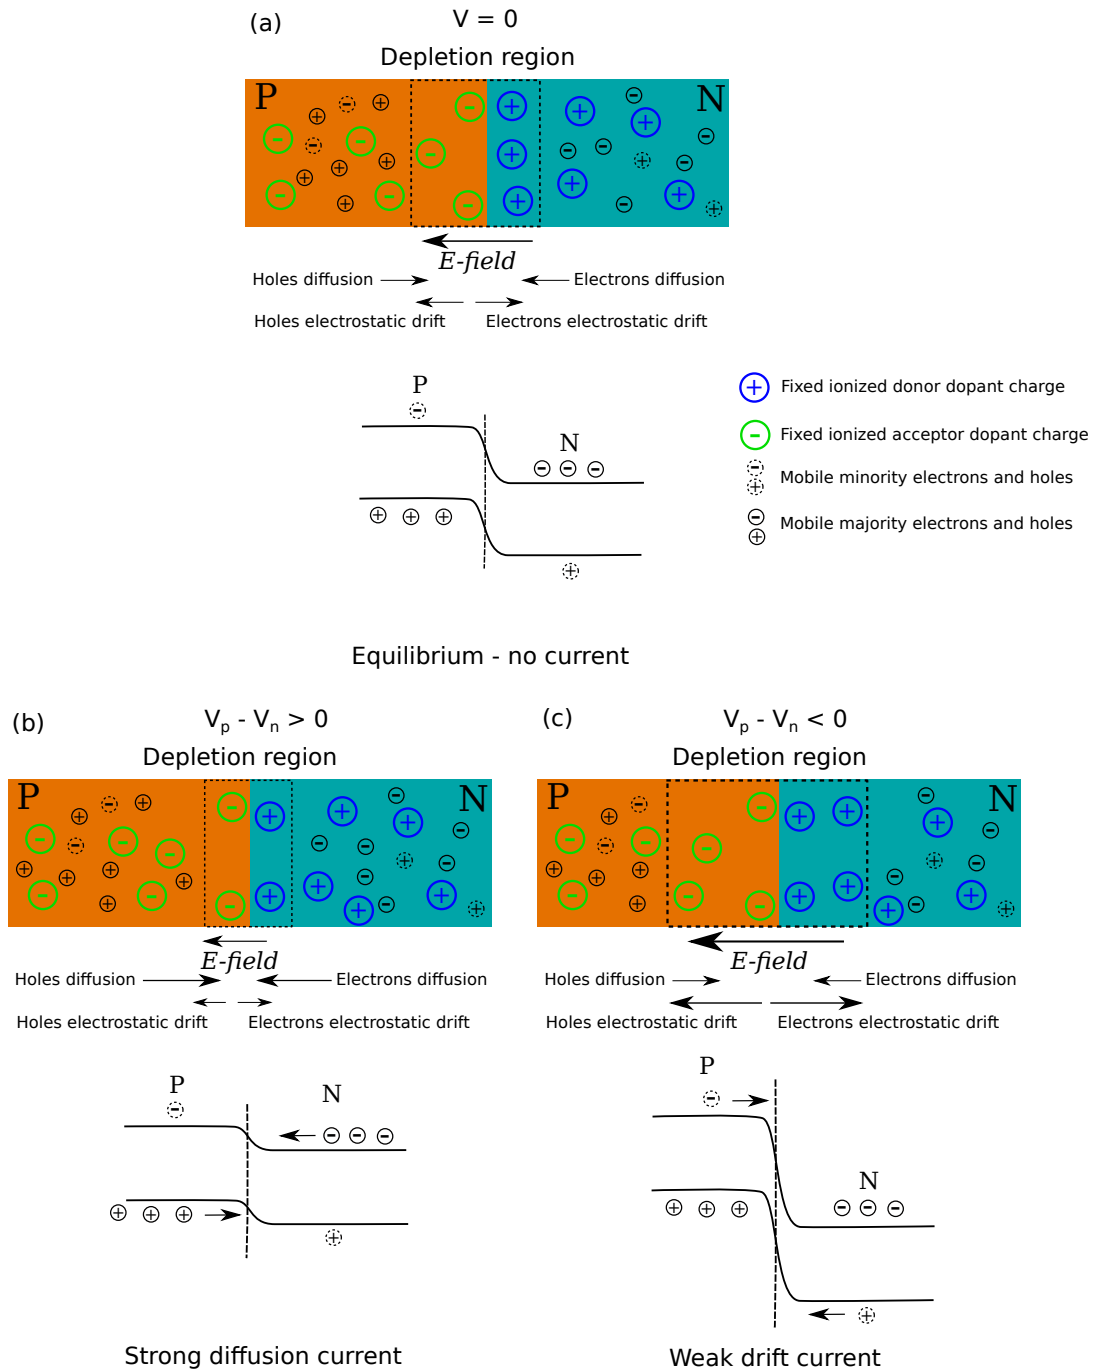 (a)
V = 0
Depletion region
P
N
E-field
Holes diffusion
Electrons diffusion
Holes electrostatic drift
Electrons electrostatic drift
P
N
Fixed ionized donor dopant charge
Fixed ionized acceptor dopant charge
Mobile minority electrons and holes
Mobile majority electrons and holes
Equilibrium - no current
(b)
Vp - Vn > 0
Depletion region
P
N
E-field
Holes diffusion
Electrons diffusion
Holes electrostatic drift
Electrons electrostatic drift
P
N
Strong diffusion current
(c)
Vp - Vn < 0
Depletion region
P
N
E-field
Holes diffusion
Electrons diffusion
Holes electrostatic drift
Electrons electrostatic drift
P
N
Weak drift current